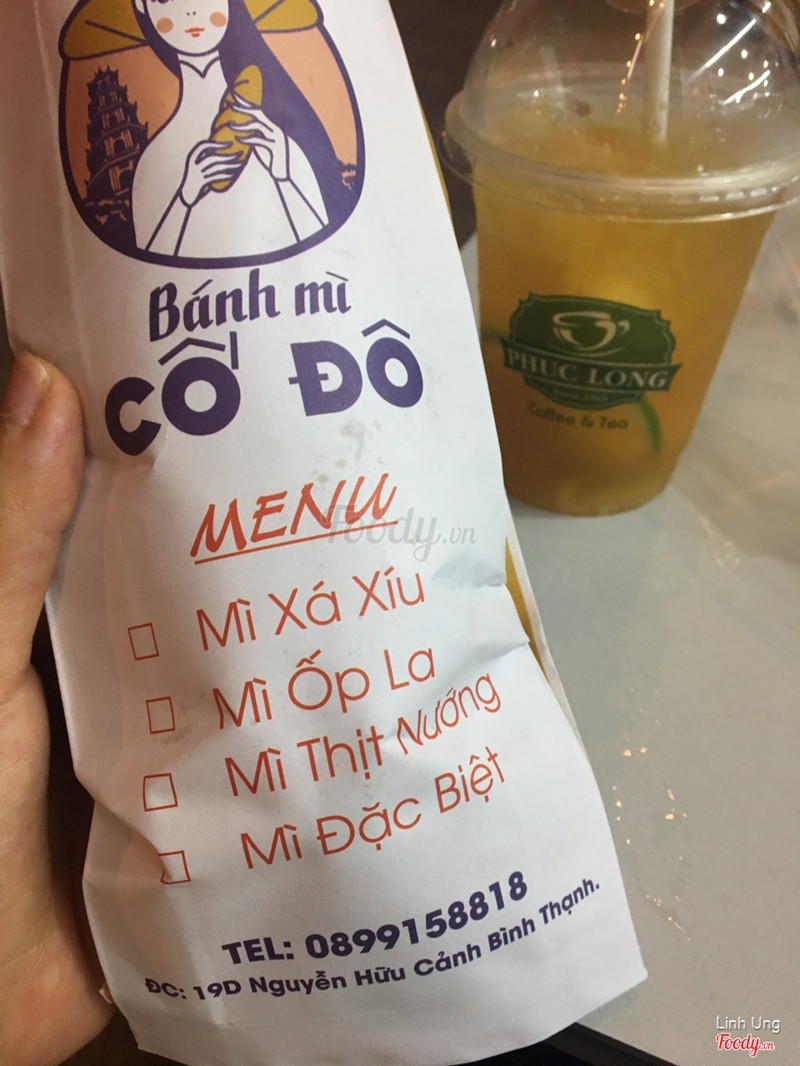 Bánh mì
CỐ ĐÔ
MENU
Mì Xá Xíu
Mì Ốp La
Mì Thịt Nướng
Mì Đặc Biệt
TEL: 0899158818
ĐC: 19D Nguyễn Hữu Cảnh Bình Thạnh.
PHUC LONG
Coffee & Tea
Foody.vn
Linh Ung
Foody.vn